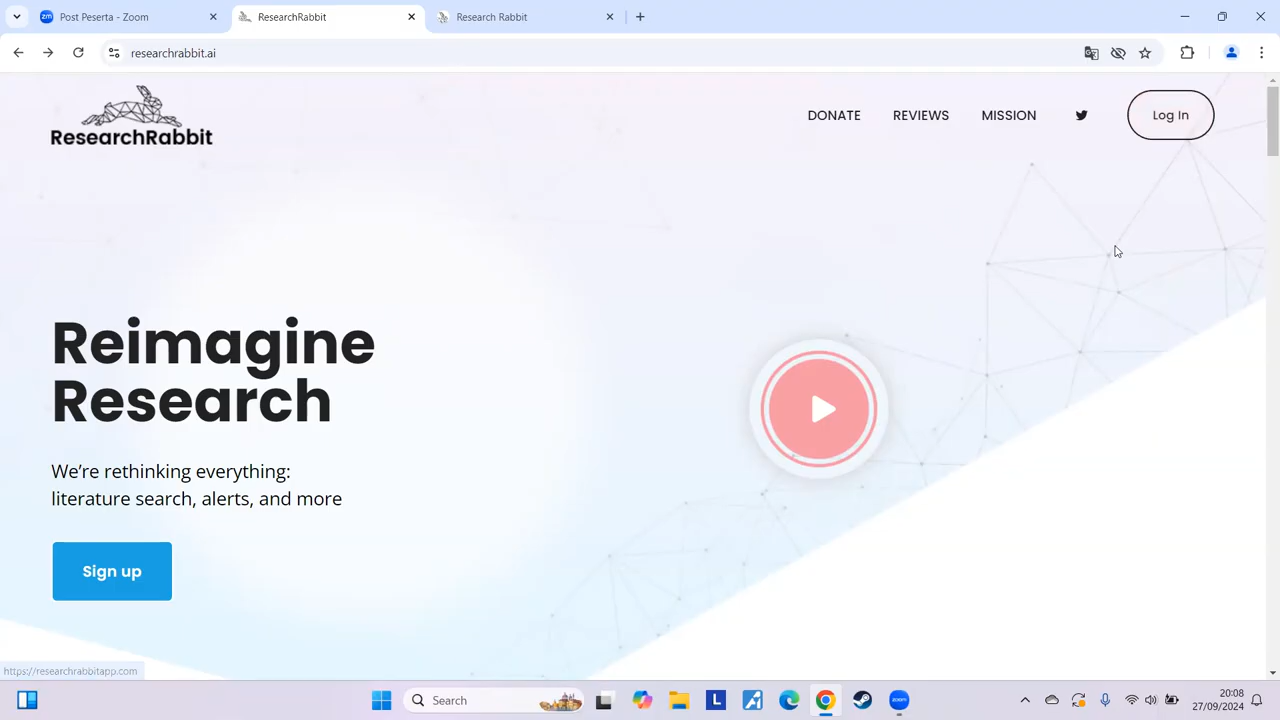 Post Peserta - Zoom
ResearchRabbit
Research Rabbit
researchrabbit.ai
ResearchRabbit
DONATE
REVIEWS
MISSION
Log In
Reimagine
Research
We’re rethinking everything:
literature search, alerts, and more
Sign up
https://researchrabbitapp.com
Search
20:08
27/09/2024